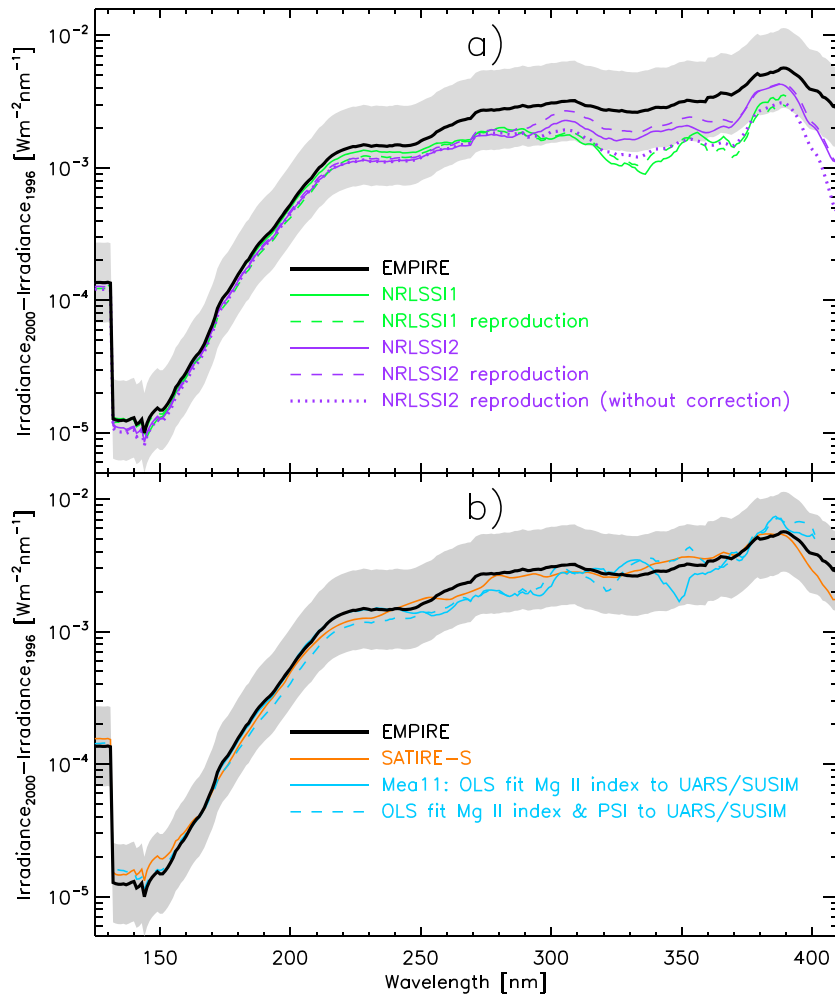 a)
10⁻²
10⁻³
10⁻⁴
10⁻⁵
Irradiance₂₀₀₀−Irradiance₁₉₉₆ [Wm⁻²nm⁻¹]
EMPIRE
NRLSSI1
NRLSSI1 reproduction
NRLSSI2
NRLSSI2 reproduction
NRLSSI2 reproduction (without correction)
b)
10⁻²
10⁻³
10⁻⁴
10⁻⁵
Irradiance₂₀₀₀−Irradiance₁₉₉₆ [Wm⁻²nm⁻¹]
EMPIRE
SATIRE−S
Mea11: OLS fit Mg II index to UARS/SUSIM
OLS fit Mg II index & PSI to UARS/SUSIM
150 200 250 300 350 400
Wavelength [nm]